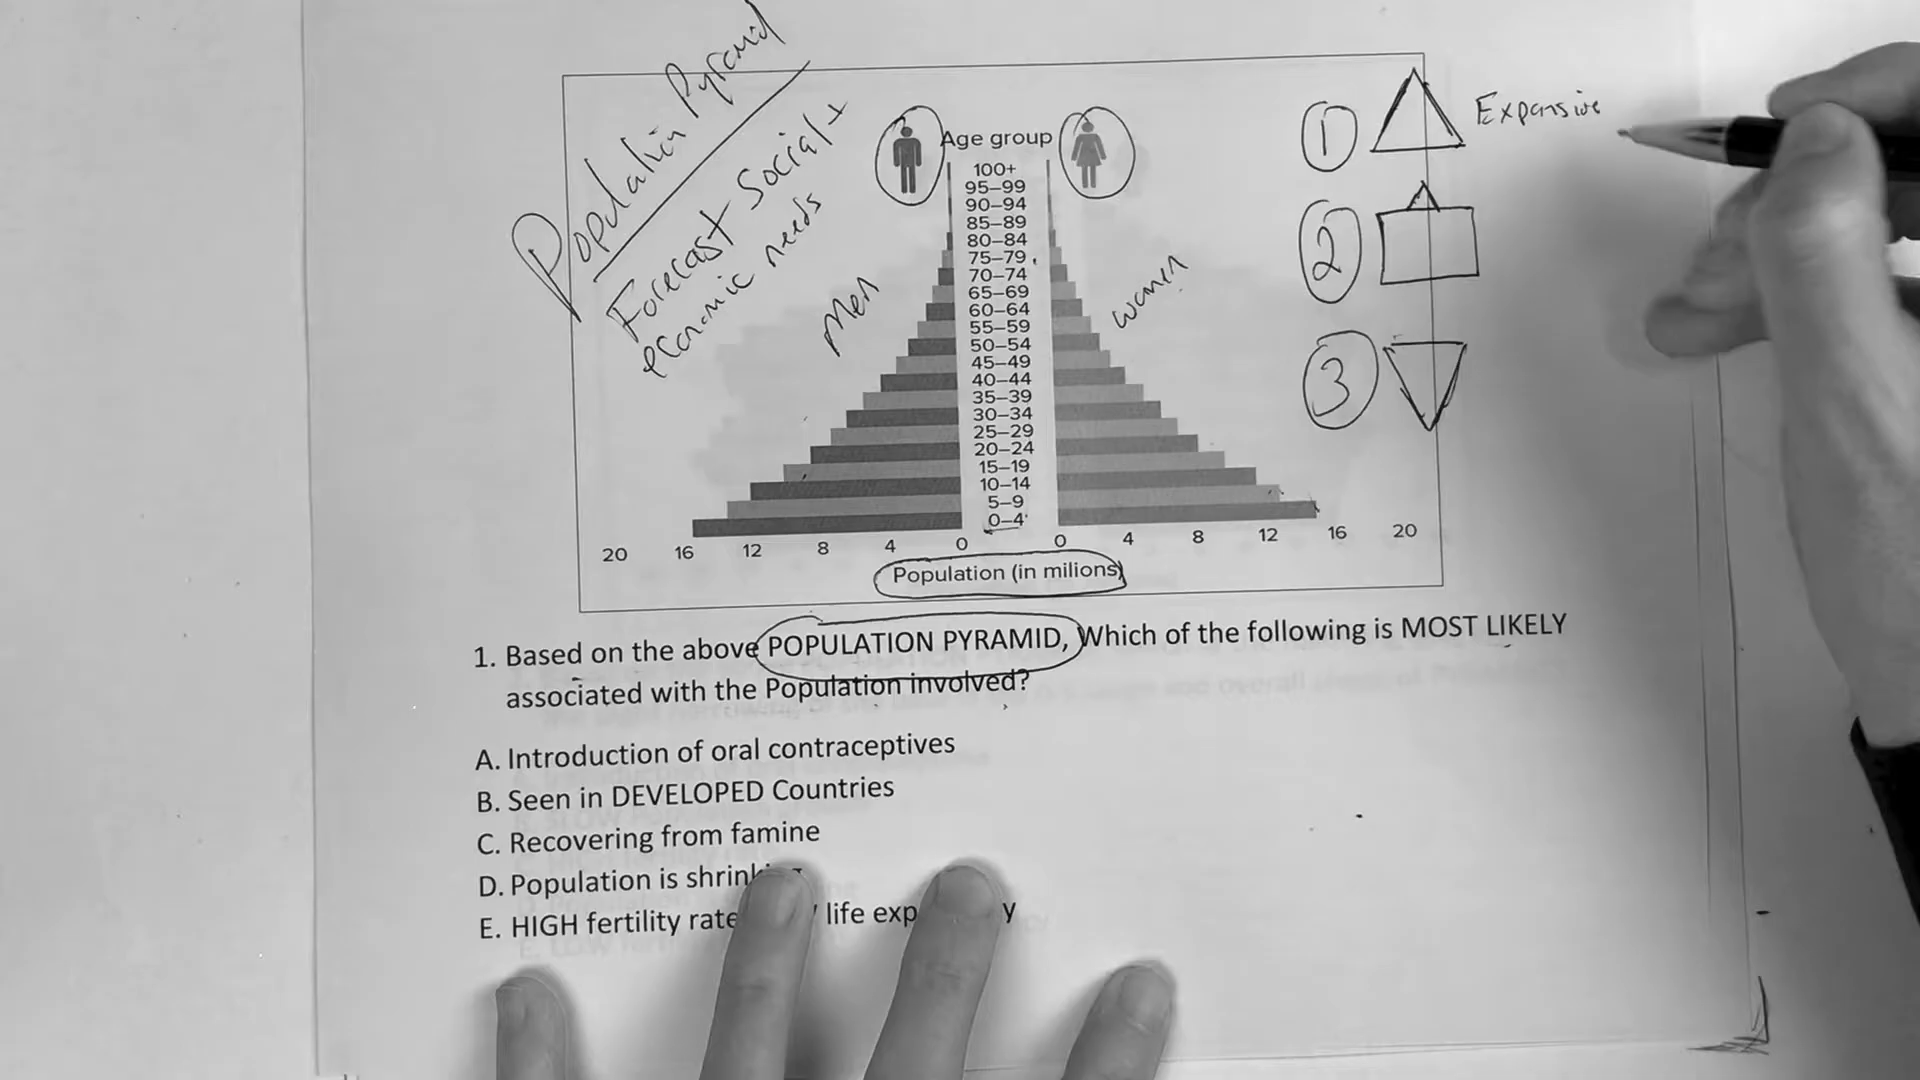 Population Pyramid
Forecast Social +
economic needs
Men
Women
Age group
100+
95–99
90–94
85–89
80–84
75–79
70–74
65–69
60–64
55–59
50–54
45–49
40–44
35–39
30–34
25–29
20–24
15–19
10–14
5–9
0–4
20 16 12 8 4 0 0 4 8 12 16 20
Population (in milions)
1 Expansive
2
3
1. Based on the above POPULATION PYRAMID, Which of the following is MOST LIKELY
associated with the Population involved?
A. Introduction of oral contraceptives
B. Seen in DEVELOPED Countries
C. Recovering from famine
D. Population is
E. HIGH fertility life